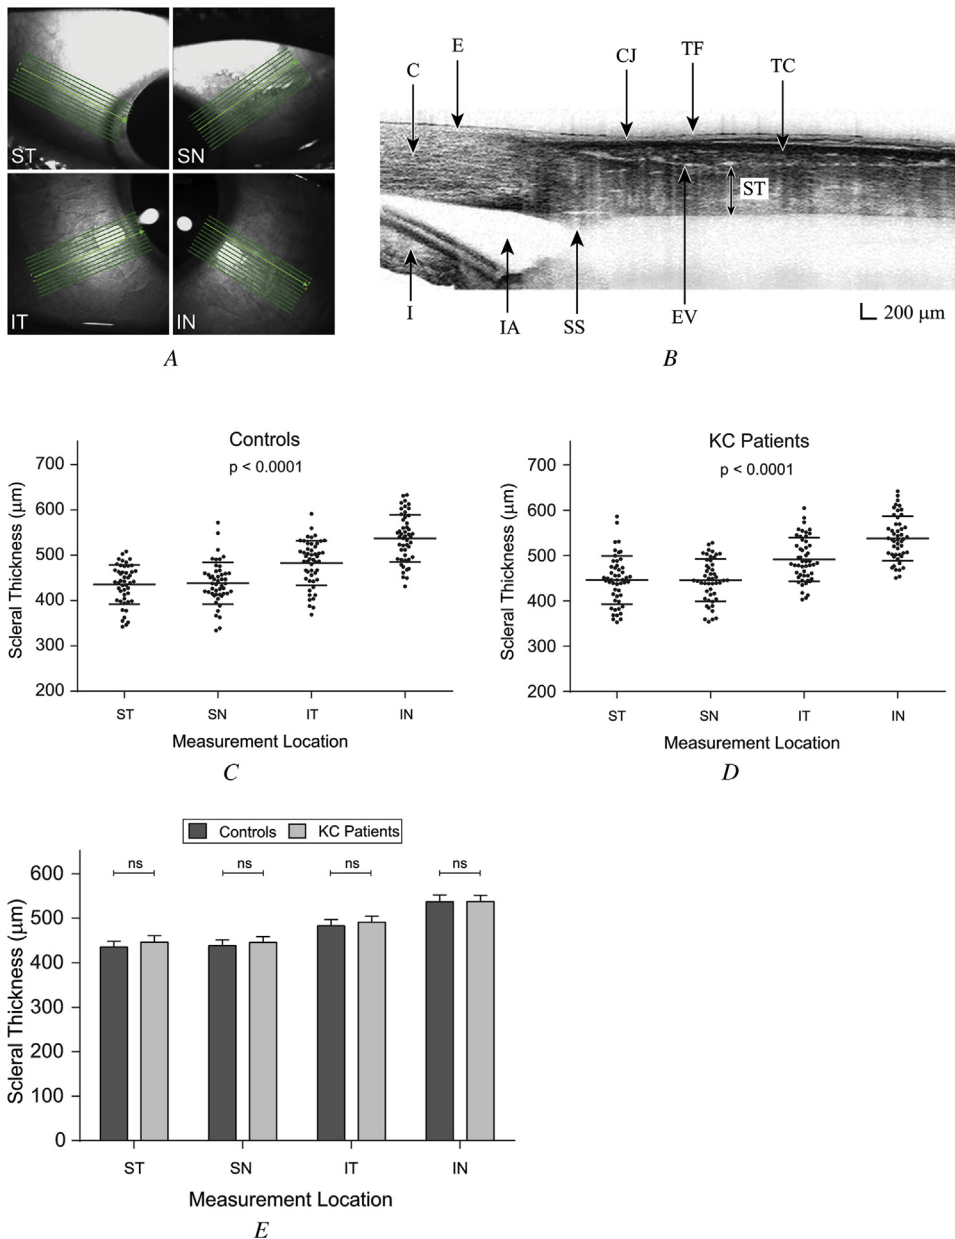 ST
SN
IT
IN
A
C
E
CJ
TF
TC
ST
I
IA
SS
EV
200 μm
B
Controls
p < 0.0001
Scleral Thickness (μm)
700
600
500
400
300
200
ST SN IT IN
Measurement Location
C
KC Patients
p < 0.0001
Scleral Thickness (μm)
700
600
500
400
300
200
ST SN IT IN
Measurement Location
D
Controls KC Patients
ns ns ns ns
Scleral Thickness (μm)
600
500
400
300
200
100
0
ST SN IT IN
Measurement Location
E